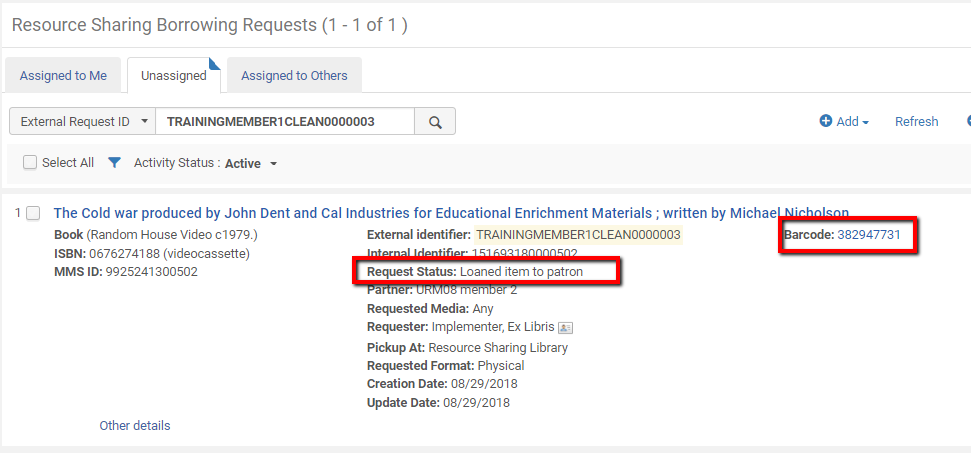 Resource Sharing Borrowing Requests (1 - 1 of 1 )
Assigned to Me Unassigned Assigned to Others
External Request ID TRAININGMEMBER1CLEAN0000003 Add Refresh
Select All Activity Status : Active
1 The Cold war produced by John Dent and Cal Industries for Educational Enrichment Materials ; written by Michael Nicholson
Book (Random House Video c1979.) External identifier: TRAININGMEMBER1CLEAN0000003 Barcode: 382947731
ISBN: 0676274188 (videocassette) Internal Identifier: 151693180000502
MMS ID: 9925241300502 Request Status: Loaned item to patron
Partner: URM08 member 2
Requested Media: Any
Requester: Implementer, Ex Libris
Pickup At: Resource Sharing Library
Requested Format: Physical
Creation Date: 08/29/2018
Update Date: 08/29/2018
Other details